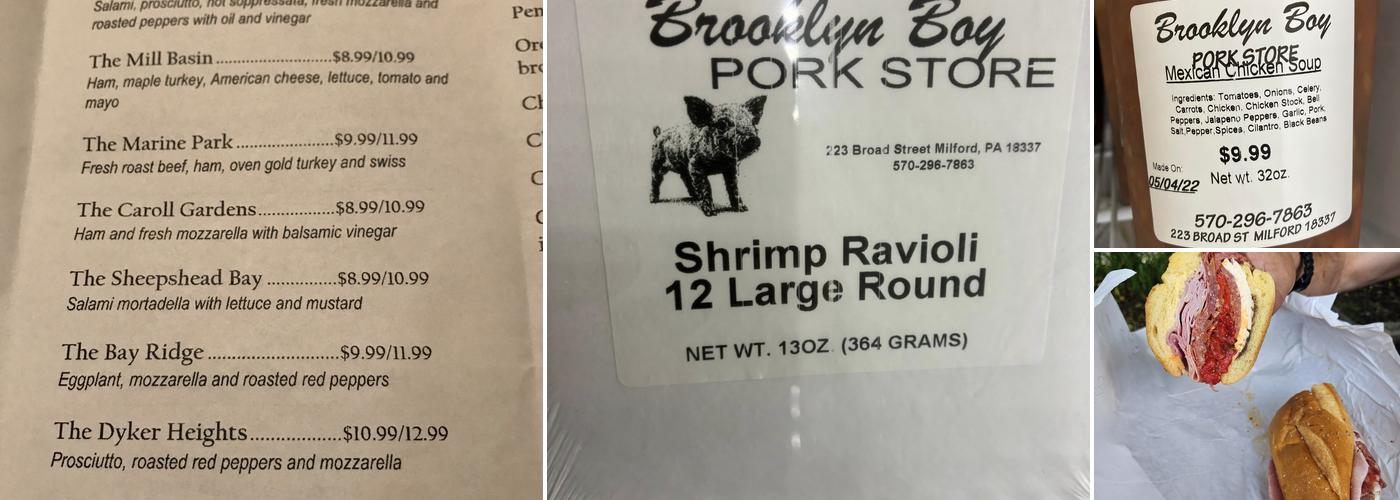 Salami, prosciutto, hot soppressata, fresh mozzarella and
roasted peppers with oil and vinegar
The Mill Basin ..............................$8.99/10.99
Ham, maple turkey, American cheese, lettuce, tomato and
mayo
The Marine Park .........................$9.99/11.99
Fresh roast beef, ham, oven gold turkey and swiss
The Caroll Gardens...................$8.99/10.99
Ham and fresh mozzarella with balsamic vinegar
The Sheepshead Bay ..................$8.99/10.99
Salami mortadella with lettuce and mustard
The Bay Ridge ...............................$9.99/11.99
Eggplant, mozzarella and roasted red peppers
The Dyker Heights.....................$10.99/12.99
Prosciutto, roasted red peppers and mozzarella
Brooklyn Boy
PORK STORE
223 Broad Street Milford, PA 18337
570-296-7863
Shrimp Ravioli
12 Large Round
NET WT. 13OZ. (364 GRAMS)
Brooklyn Boy
PORK STORE
Mexican Chicken Soup
Ingredients: Tomatoes, Onions, Celery,
Carrots, Chicken, Chicken Stock, Bell
Peppers, Jalapeno Peppers, Garlic, Pork,
Salt,Pepper,Spices, Cilantro, Black Beans
$9.99
Made On:
05/04/22
Net wt. 32oz.
570-296-7863
223 BROAD ST MILFORD 18337